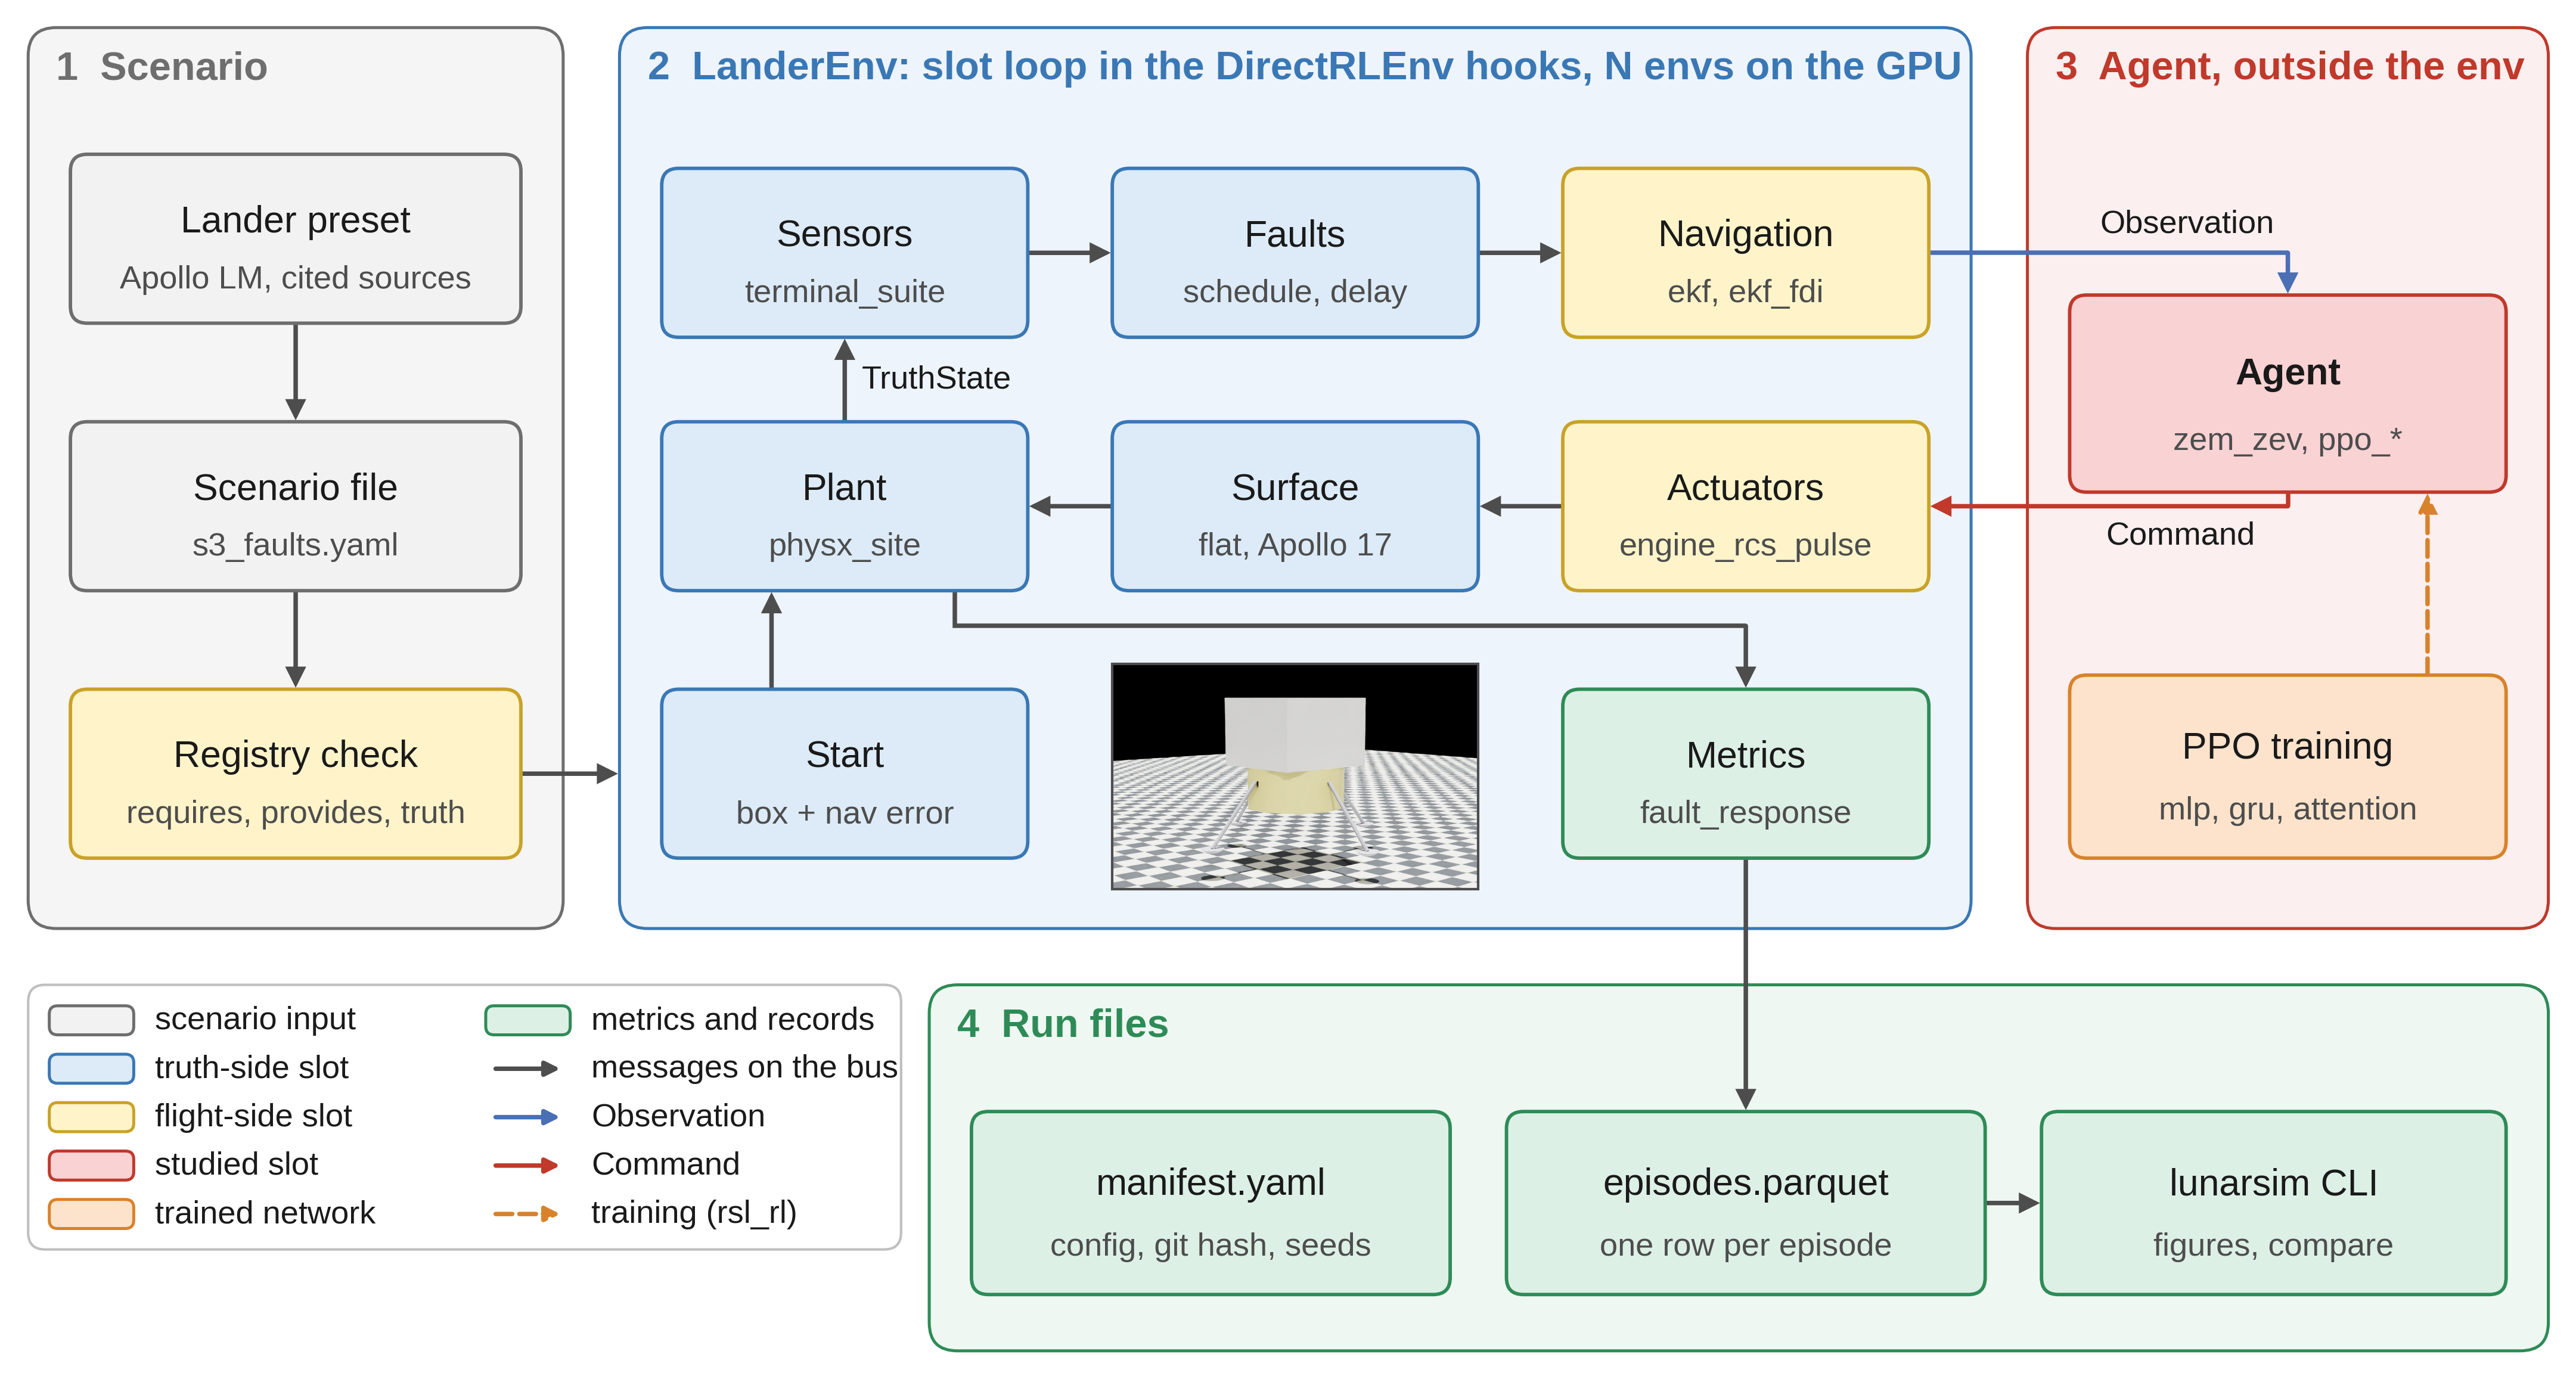 1 Scenario
Lander preset
Apollo LM, cited sources
Scenario file
s3_faults.yaml
Registry check
requires, provides, truth
2 LanderEnv: slot loop in the DirectRLEnv hooks, N envs on the GPU
Sensors
terminal_suite
Faults
schedule, delay
Navigation
ekf, ekf_fdi
TruthState
Plant
physx_site
Surface
flat, Apollo 17
Actuators
engine_rcs_pulse
Start
box + nav error
Metrics
fault_response
3 Agent, outside the env
Observation
Agent
zem_zev, ppo_*
Command
PPO training
mlp, gru, attention
scenario input
truth-side slot
flight-side slot
studied slot
trained network
metrics and records
messages on the bus
Observation
Command
training (rsl_rl)
4 Run files
manifest.yaml
config, git hash, seeds
episodes.parquet
one row per episode
lunarsim CLI
figures, compare